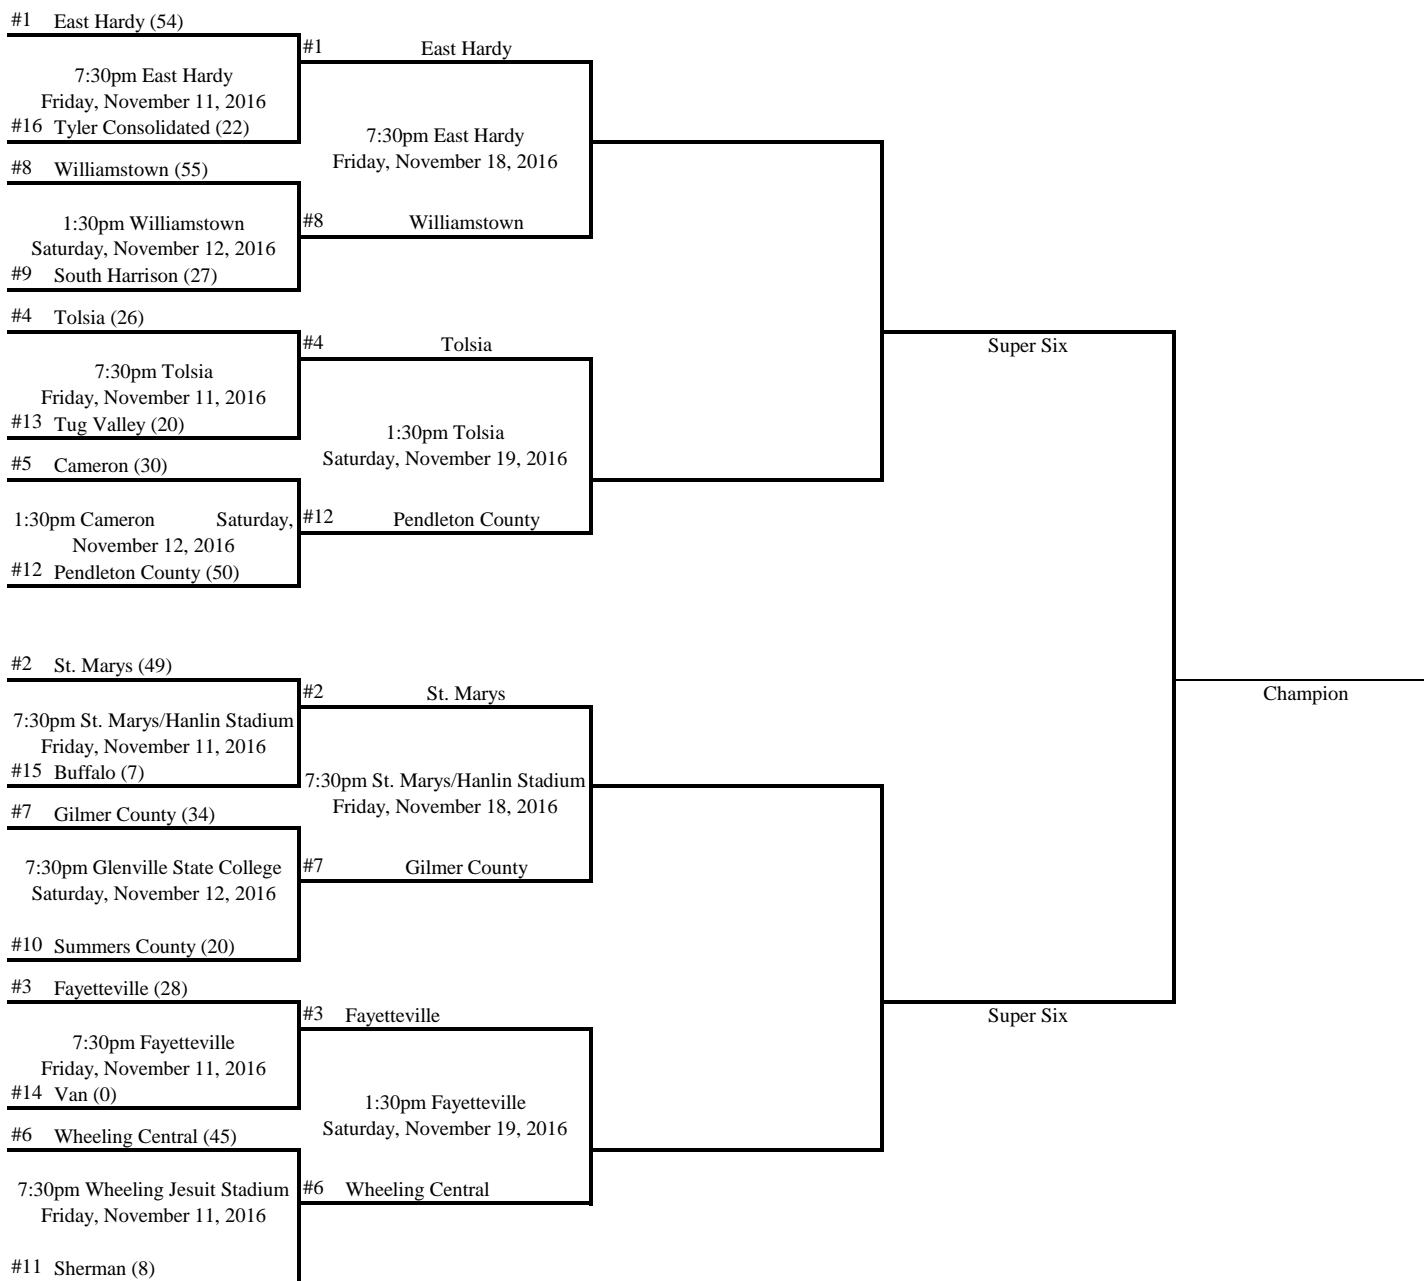 #1 East Hardy (54)
#1 East Hardy
7:30pm East Hardy
Friday, November 11, 2016
#16 Tyler Consolidated (22)
7:30pm East Hardy
Friday, November 18, 2016
#8 Williamstown (55)
1:30pm Williamstown
Saturday, November 12, 2016
#8 Williamstown
#9 South Harrison (27)
#4 Tolsia (26)
#4 Tolsia
Super Six
7:30pm Tolsia
Friday, November 11, 2016
#13 Tug Valley (20)
1:30pm Tolsia
Saturday, November 19, 2016
#5 Cameron (30)
1:30pm Cameron Saturday,
November 12, 2016
#12 Pendleton County
#12 Pendleton County (50)
#2 St. Marys (49)
#2 St. Marys
Champion
7:30pm St. Marys/Hanlin Stadium
Friday, November 11, 2016
#15 Buffalo (7)
7:30pm St. Marys/Hanlin Stadium
Friday, November 18, 2016
#7 Gilmer County (34)
7:30pm Glenville State College
Saturday, November 12, 2016
#7 Gilmer County
#10 Summers County (20)
#3 Fayetteville (28)
#3 Fayetteville
Super Six
7:30pm Fayetteville
Friday, November 11, 2016
#14 Van (0)
1:30pm Fayetteville
Saturday, November 19, 2016
#6 Wheeling Central (45)
7:30pm Wheeling Jesuit Stadium
Friday, November 11, 2016
#6 Wheeling Central
#11 Sherman (8)